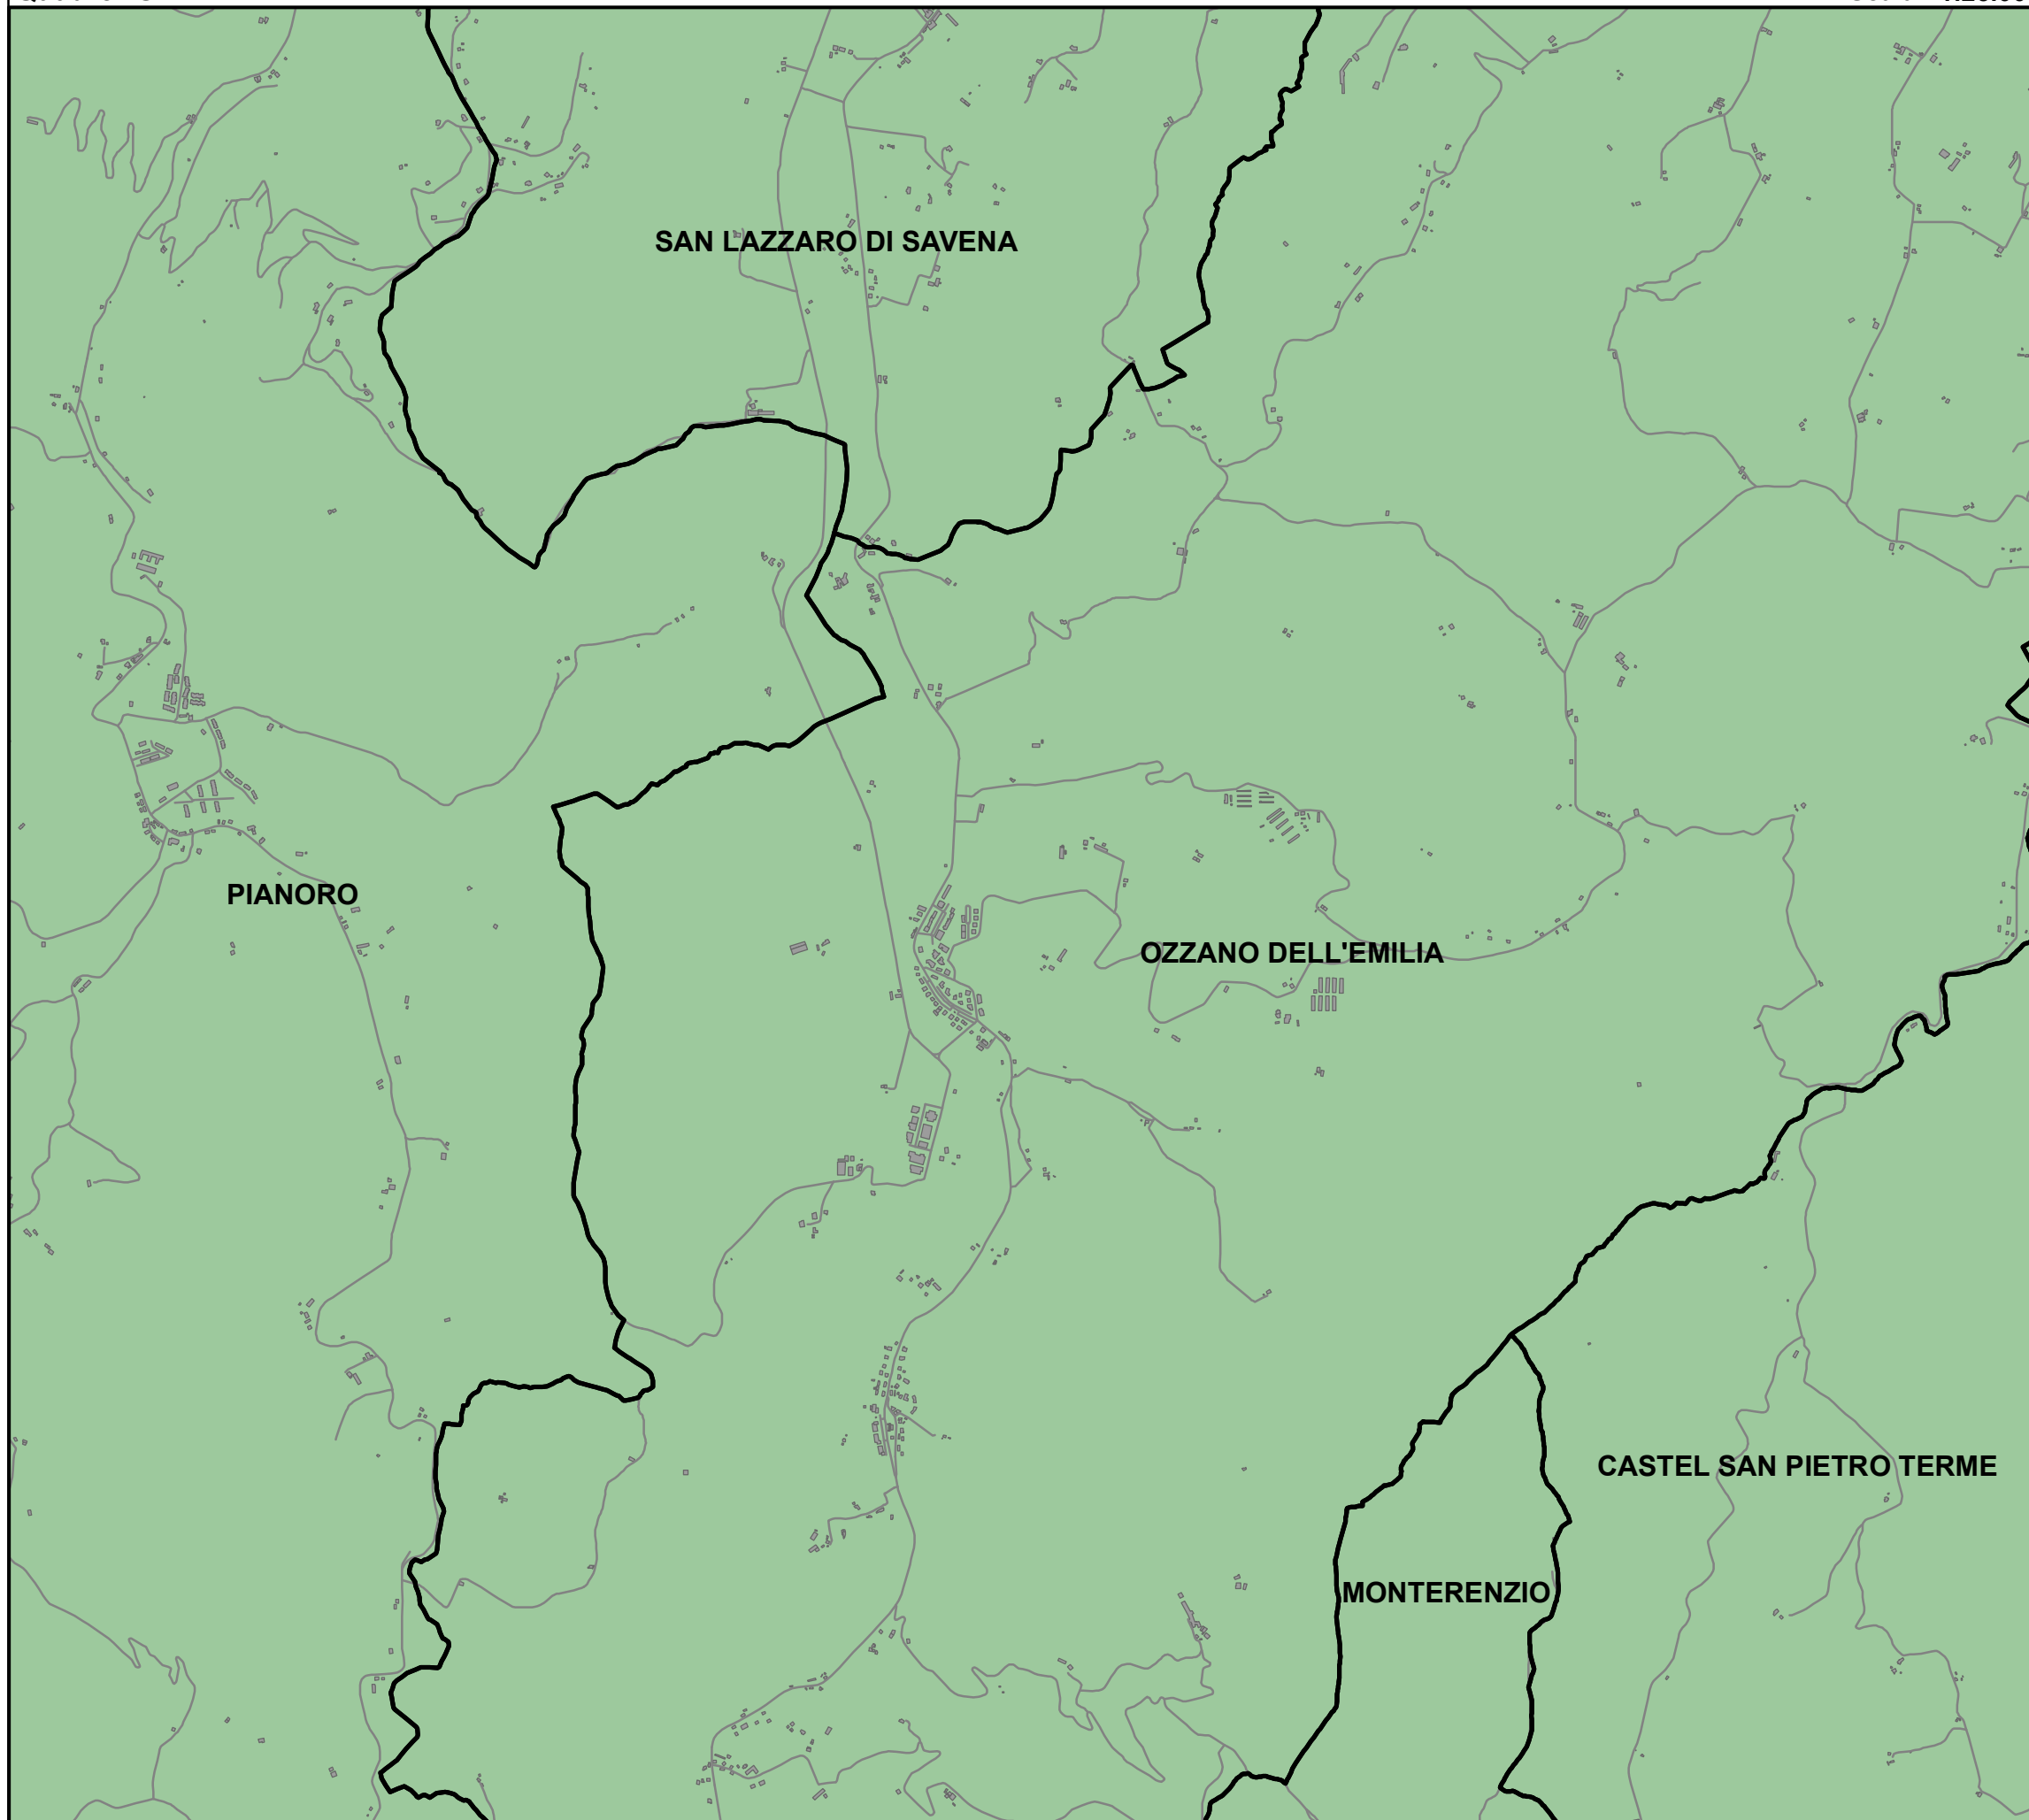 SAN LAZZARO DI SAVENA
PIANORO
OZZANO DELL'EMILIA
CASTEL SAN PIETRO TERME
MONTERENZIO